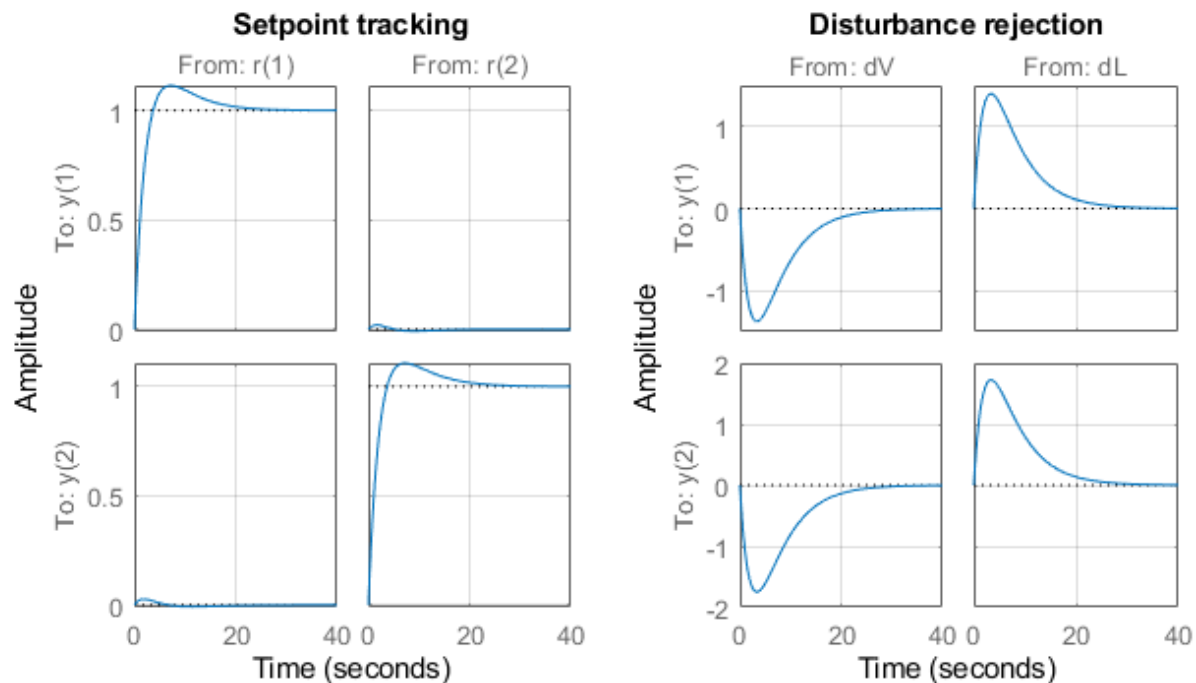 Setpoint tracking
From: r(1)
From: r(2)
To: y(1)
1
0.5
0
To: y(2)
1
0.5
0
Amplitude
0
20
40
0
20
40
Time (seconds)
Disturbance rejection
From: dV
From: dL
To: y(1)
1
0
-1
To: y(2)
2
1
0
-1
-2
Amplitude
0
20
40
0
20
40
Time (seconds)